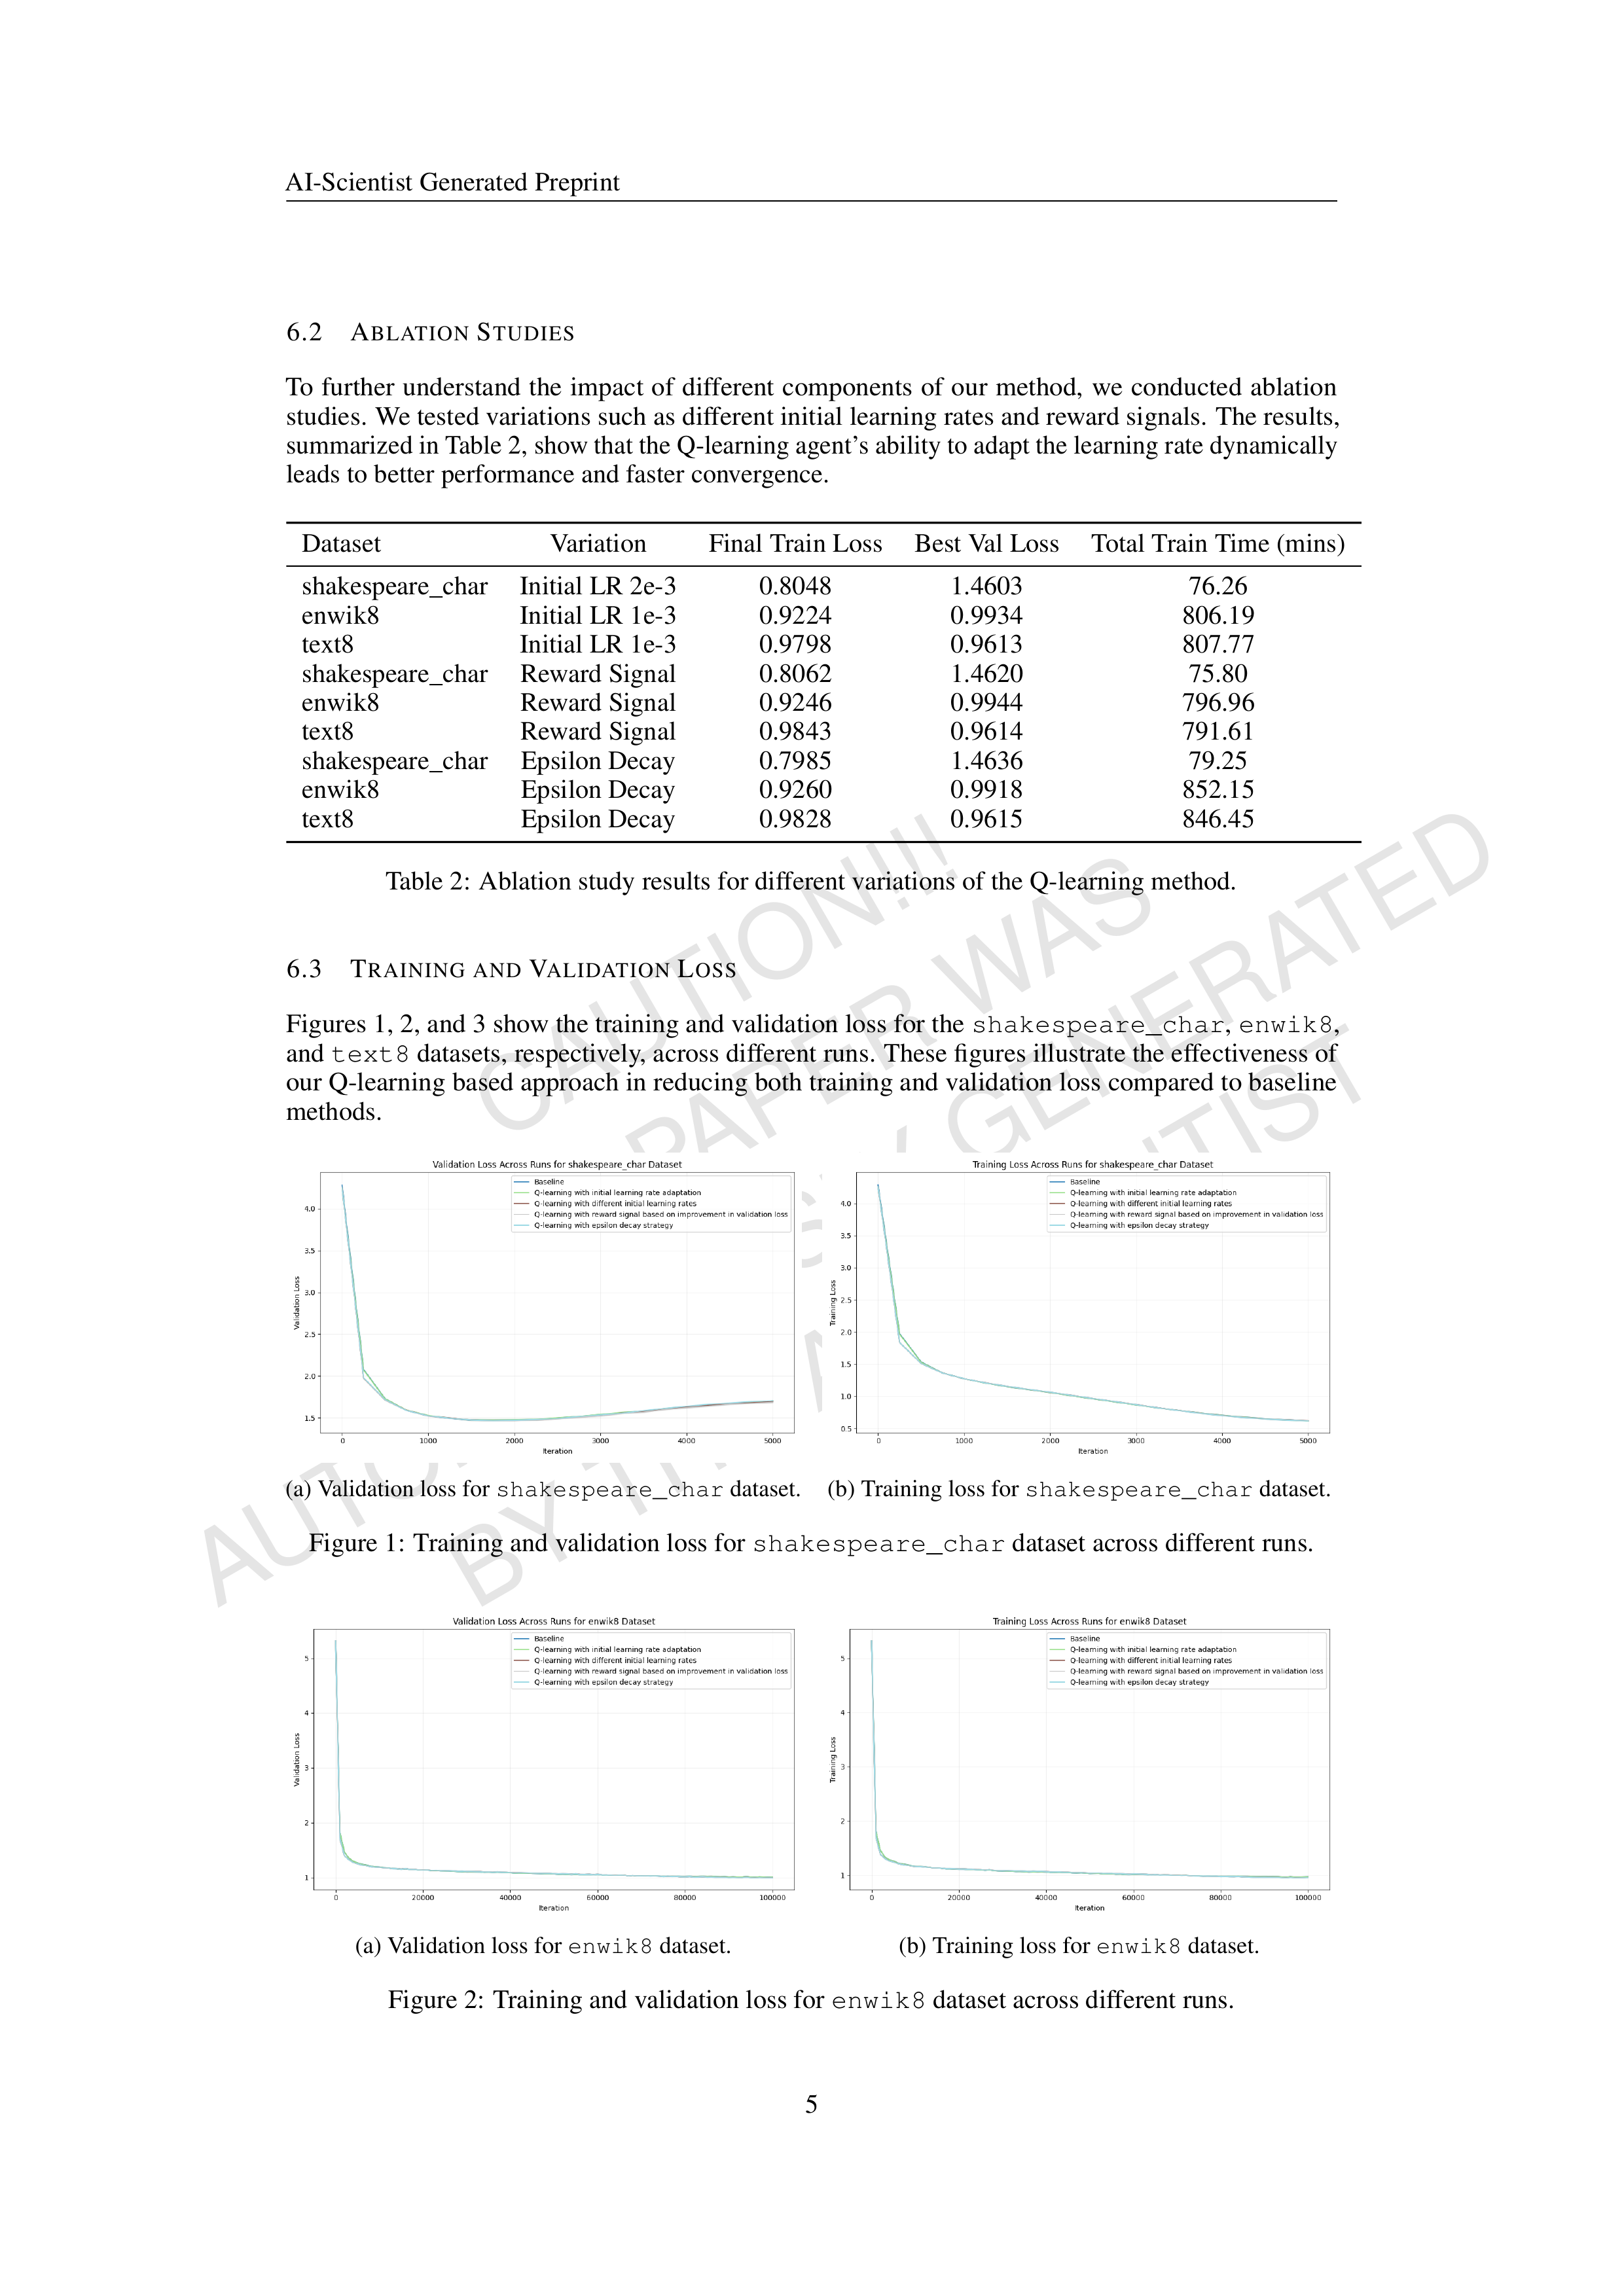 AI-Scientist Generated Preprint
6.2 ABLATION STUDIES
To further understand the impact of different components of our method, we conducted ablation
studies. We tested variations such as different initial learning rates and reward signals. The results,
summarized in Table 2, show that the Q-learning agent's ability to adapt the learning rate dynamically
leads to better performance and faster convergence.
Dataset Variation Final Train Loss Best Val Loss Total Train Time (mins)
shakespeare_char Initial LR 2e-3 0.8048 1.4603 76.26
enwik8 Initial LR 1e-3 0.9224 0.9934 806.19
text8 Initial LR 1e-3 0.9798 0.9613 807.77
shakespeare_char Reward Signal 0.8062 1.4620 75.80
enwik8 Reward Signal 0.9246 0.9944 796.96
text8 Reward Signal 0.9843 0.9614 791.61
shakespeare_char Epsilon Decay 0.7985 1.4636 79.25
enwik8 Epsilon Decay 0.9260 0.9918 852.15
text8 Epsilon Decay 0.9828 0.9615 846.45
Table 2: Ablation study results for different variations of the Q-learning method.
CAUTION!!!
PAPER WAS
GENERATED
BY
6.3 TRAINING AND VALIDATION LOSS
Figures 1, 2, and 3 show the training and validation loss for the shakespeare_char, enwik8,
and text8 datasets, respectively, across different runs. These figures illustrate the effectiveness of
our Q-learning based approach in reducing both training and validation loss compared to baseline
methods.
Validation Loss Across Runs for shakespeare_char Dataset
Baseline
Q-learning with initial learning rate adaptation
Q-learning with different initial learning rates
Q-learning with reward signal based on improvement in validation loss
Q-learning with epsilon decay strategy
Validation Loss
4.0
3.5
3.0
2.5
2.0
1.5
0 1000 2000 3000 4000 5000
Iteration
(a) Validation loss for shakespeare_char dataset.
Training Loss Across Runs for shakespeare_char Dataset
Baseline
Q-learning with initial learning rate adaptation
Q-learning with different initial learning rates
Q-learning with reward signal based on improvement in validation loss
Q-learning with epsilon decay strategy
Training Loss
4.0
3.5
3.0
2.5
2.0
1.5
1.0
0.5
0 1000 2000 3000 4000 5000
Iteration
(b) Training loss for shakespeare_char dataset.
Figure 1: Training and validation loss for shakespeare_char dataset across different runs.
Validation Loss Across Runs for enwik8 Dataset
Baseline
Q-learning with initial learning rate adaptation
Q-learning with different initial learning rates
Q-learning with reward signal based on improvement in validation loss
Q-learning with epsilon decay strategy
Validation Loss
5
4
3
2
1
0 20000 40000 60000 80000 100000
Iteration
(a) Validation loss for enwik8 dataset.
Training Loss Across Runs for enwik8 Dataset
Baseline
Q-learning with initial learning rate adaptation
Q-learning with different initial learning rates
Q-learning with reward signal based on improvement in validation loss
Q-learning with epsilon decay strategy
Training Loss
5
4
3
2
1
0 20000 40000 60000 80000 100000
Iteration
(b) Training loss for enwik8 dataset.
Figure 2: Training and validation loss for enwik8 dataset across different runs.
5